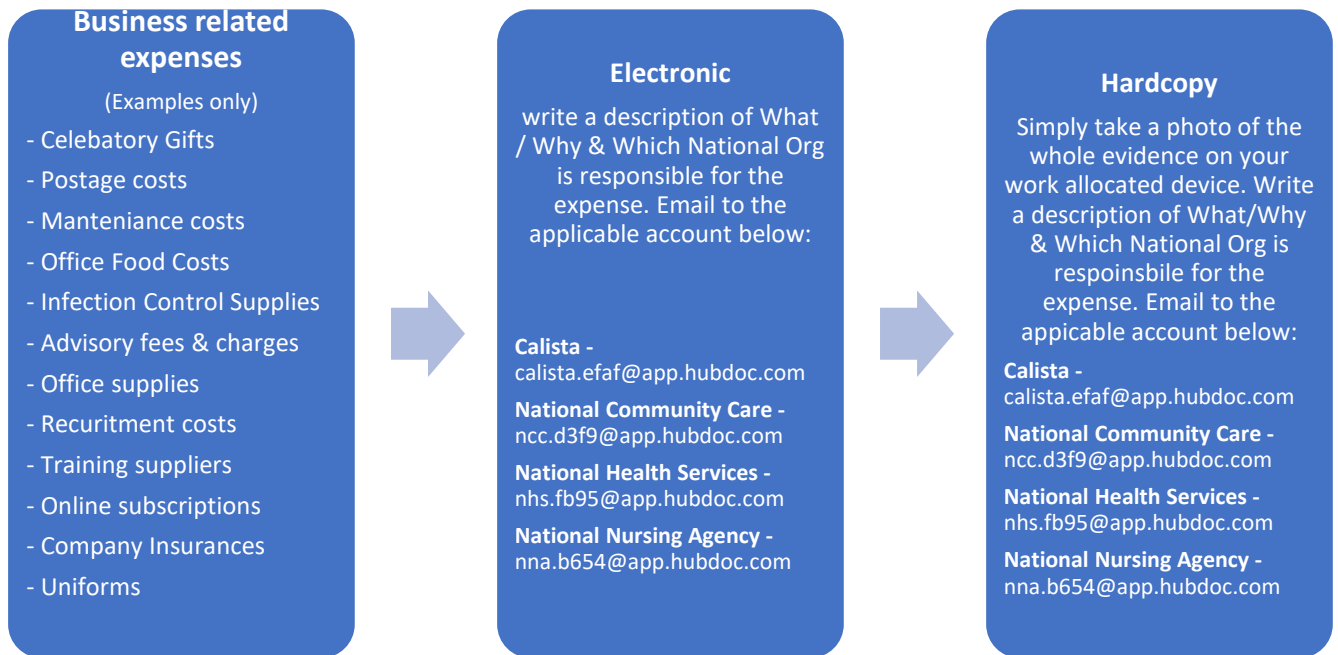 Business related
expenses
(Examples only)
- Celebatory Gifts
- Postage costs
- Manteniance costs
- Office Food Costs
- Infection Control Supplies
- Advisory fees & charges
- Office supplies
- Recuritment costs
- Training suppliers
- Online subscriptions
- Company Insurances
- Uniforms
Electronic
write a description of What
/ Why & Which National Org
is responsible for the
expense. Email to the
applicable account below:
Calista -
calista.efaf@app.hubdoc.com
National Community Care -
ncc.d3f9@app.hubdoc.com
National Health Services -
nhs.fb95@app.hubdoc.com
National Nursing Agency -
nna.b654@app.hubdoc.com
Hardcopy
Simply take a photo of the
whole evidence on your
work allocated device. Write
a description of What/Why
& Which National Org is
respoinsbile for the
expense. Email to the
appicable account below:
Calista -
calista.efaf@app.hubdoc.com
National Community Care -
ncc.d3f9@app.hubdoc.com
National Health Services -
nhs.fb95@app.hubdoc.com
National Nursing Agency -
nna.b654@app.hubdoc.com